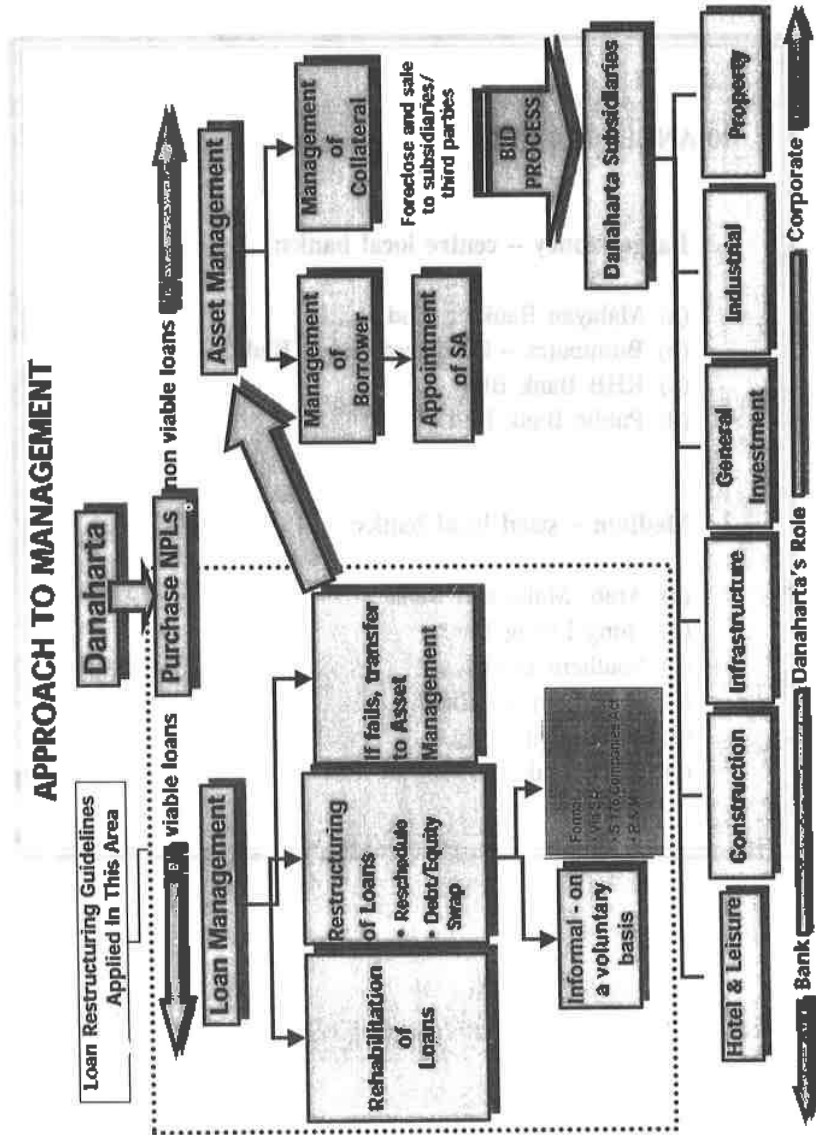 APPROACH TO MANAGEMENT
Loan Restructuring Guidelines
Applied In This Area
Danaharta
Purchase NPLs
viable loans
non viable loans
Loan Management
Asset Management
Rehabilitation
of
Loans
Restructuring
of Loans
• Reschedule
• Debt/Equity
Swap
If fails, transfer
to Asset
Management
Management
of
Borrower
Management
of
Collateral
Appointment
of SA
Foreclose and sale
to subsidiaries/
third parties
Informal - on
a voluntary
basis
Formal
• S 176 Companies Act
BID
PROCESS
Danaharta Subsidiaries
Hotel & Leisure
Construction
Infrastructure
General
Investment
Industrial
Property
Bank
Danaharta's Role
Corporate